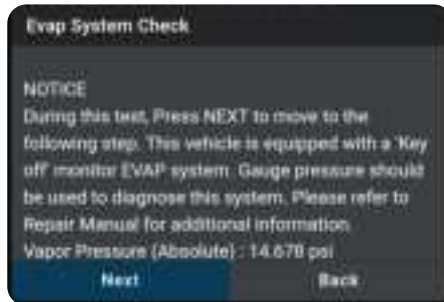 Evap System Check
NOTICE
During this test, Press NEXT to move to the
following step. This vehicle is equipped with a 'Key
off' monitor EVAP system. Gauge pressure should
be used to diagnose this system. Please refer to
Repair Manual for additional information.
Vapor Pressure (Absolute) : 14.678 psi
Next
Back